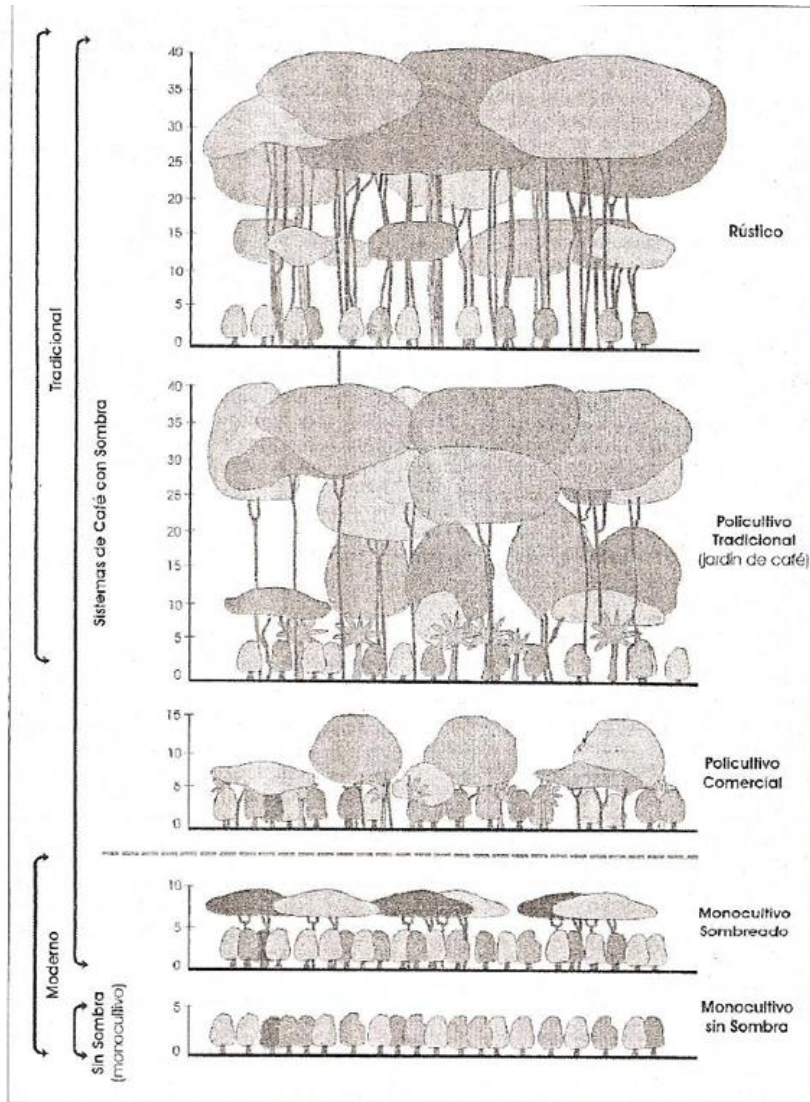 Tradicional
Sistemas de Café con Sombra
Moderno
Sin Sombra
(monocultivo)
40
35
30
25
20
15
10
5
0
Rústico
40
35
30
25
20
15
10
5
0
Policultivo
Tradicional
(jardín de café)
15
10
5
0
Policultivo
Comercial
10
5
0
Monocultivo
Sombreado
5
0
Monocultivo
sin Sombra